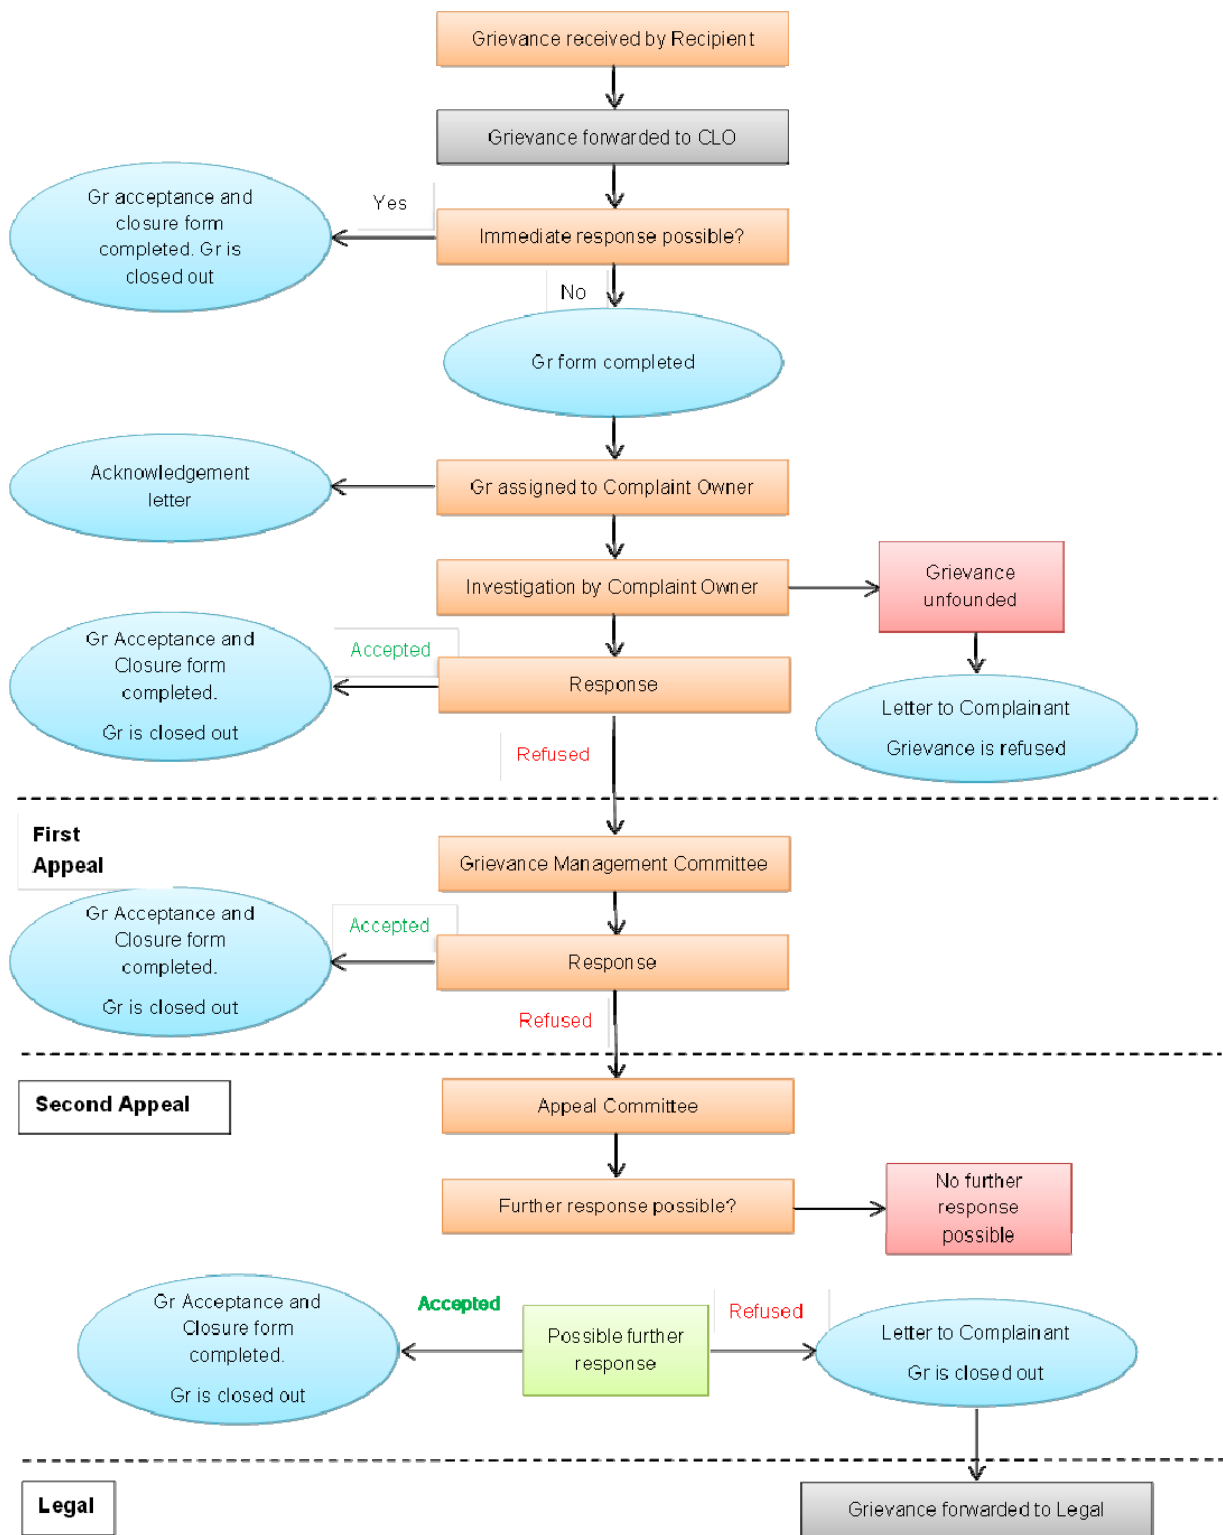 Grievance received by Recipient
Grievance forwarded to CLO
Gr acceptance and
closure form
completed. Gr is
closed out
Yes
Immediate response possible?
No
Gr form completed
Acknowledgement
letter
Gr assigned to Complaint Owner
Investigation by Complaint Owner
Grievance
unfounded
Gr Acceptance and
Closure form
completed.
Gr is closed out
Accepted
Response
Letter to Complainant
Grievance is refused
Refused
First
Appeal
Grievance Management Committee
Gr Acceptance and
Closure form
completed.
Gr is closed out
Accepted
Response
Refused
Second Appeal
Appeal Committee
Further response possible?
No further
response
possible
Gr Acceptance and
Closure form
completed.
Gr is closed out
Accepted
Possible further
response
Refused
Letter to Complainant
Gr is closed out
Legal
Grievance forwarded to Legal